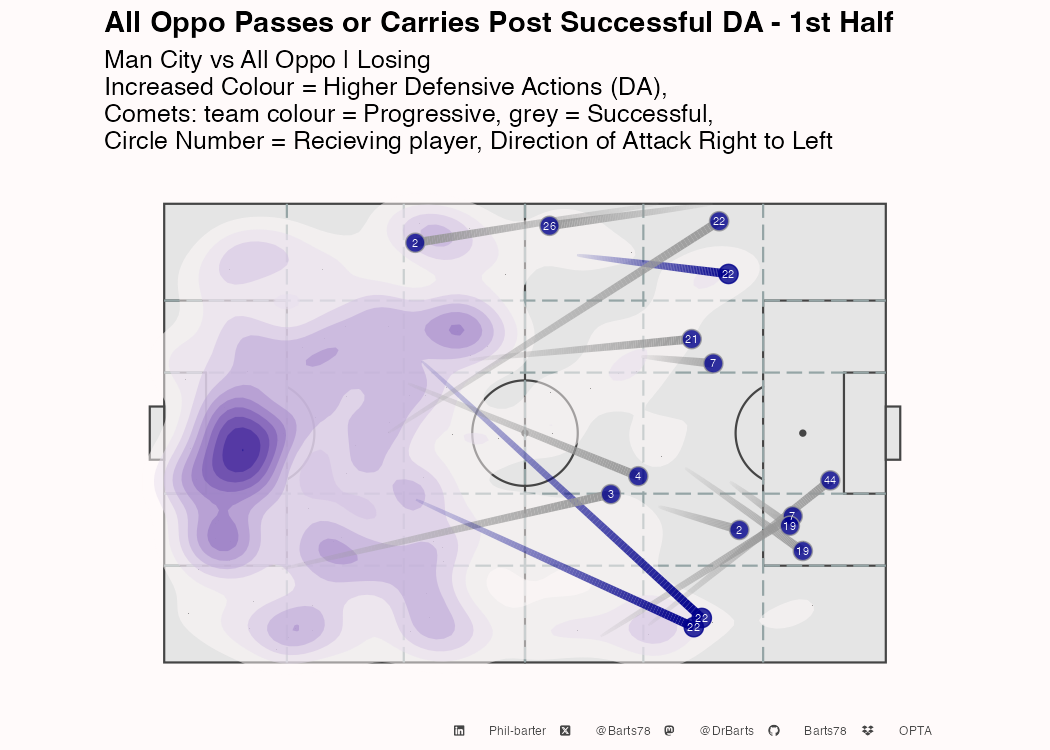 All Oppo Passes or Carries Post Successful DA - 1st Half
Man City vs All Oppo | Losing
Increased Colour = Higher Defensive Actions (DA),
Comets: team colour = Progressive, grey = Successful,
Circle Number = Recieving player, Direction of Attack Right to Left
22
26
2
22
21
7
4
44
3
7
19
2
19
22
22
Phil-barter @Barts78 @DrBarts Barts78 OPTA